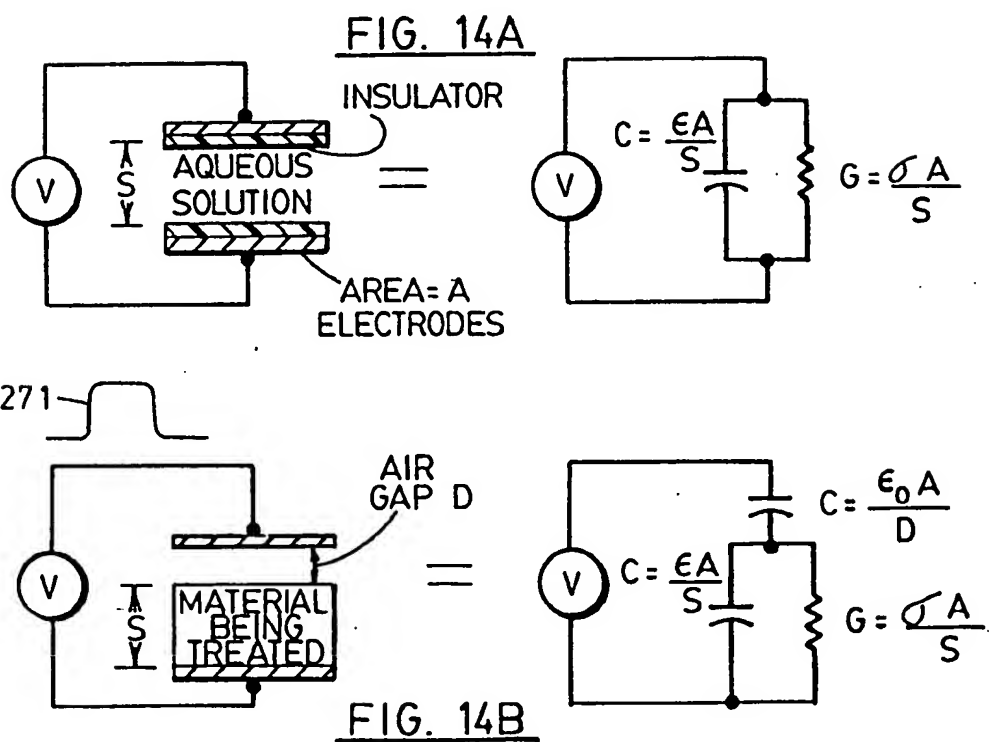 FIG. 14A
INSULATOR
V
S
AQUEOUS
SOLUTION
=
AREA = A
ELECTRODES
V
C = ϵA/S
G = σA/S
271
AIR
GAP D
V
S
MATERIAL
BEING
TREATED
=
V
C = ϵ₀A/D
C = ϵA/S
G = σA/S
FIG. 14B